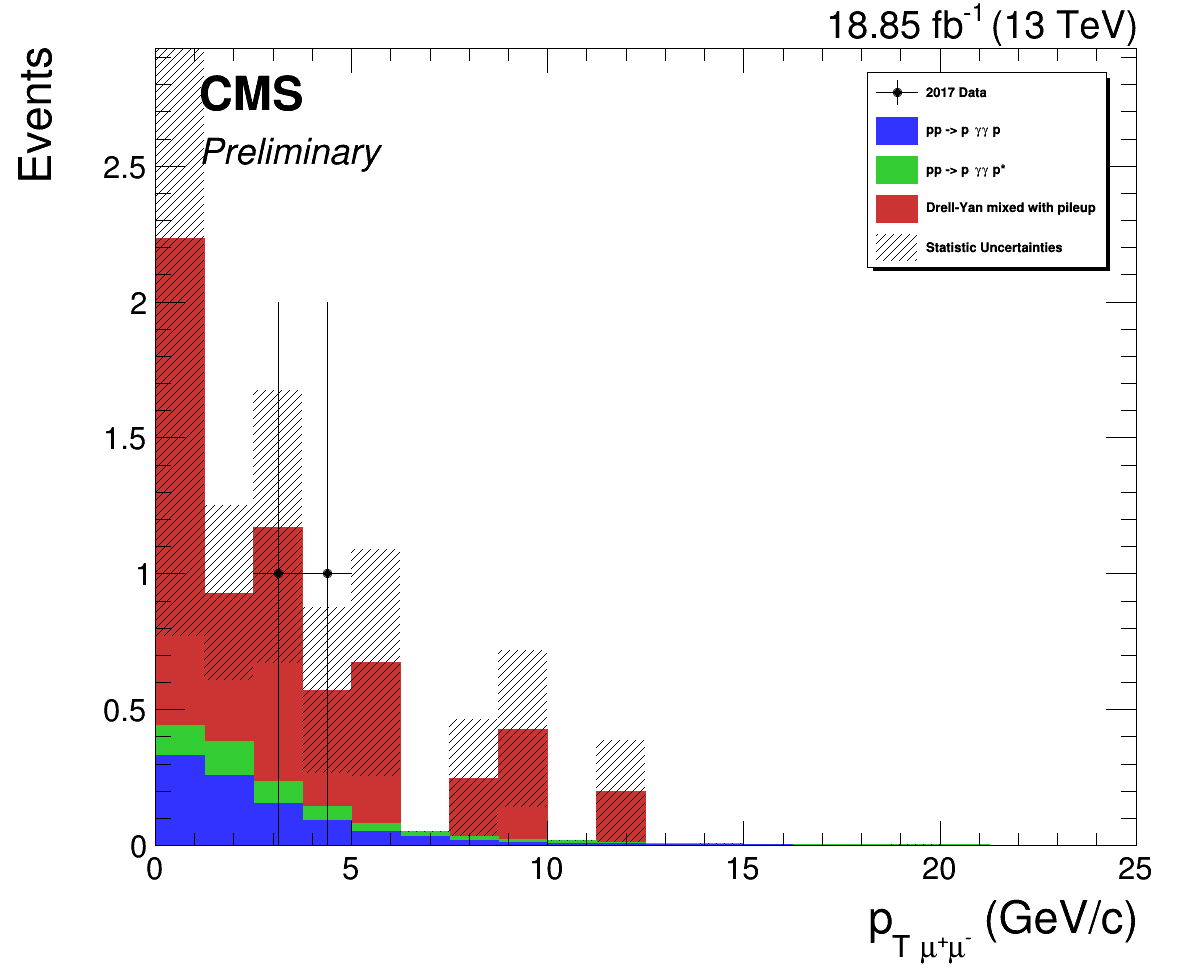 18.85 fb⁻¹ (13 TeV)
Events
CMS
Preliminary
2017 Data
pp -> p γγ p
pp -> p γγ p*
Drell-Yan mixed with pileup
Statistic Uncertainties
2.5
2
1.5
1
0.5
0
0 5 10 15 20 25
p_T μ⁺μ⁻ (GeV/c)